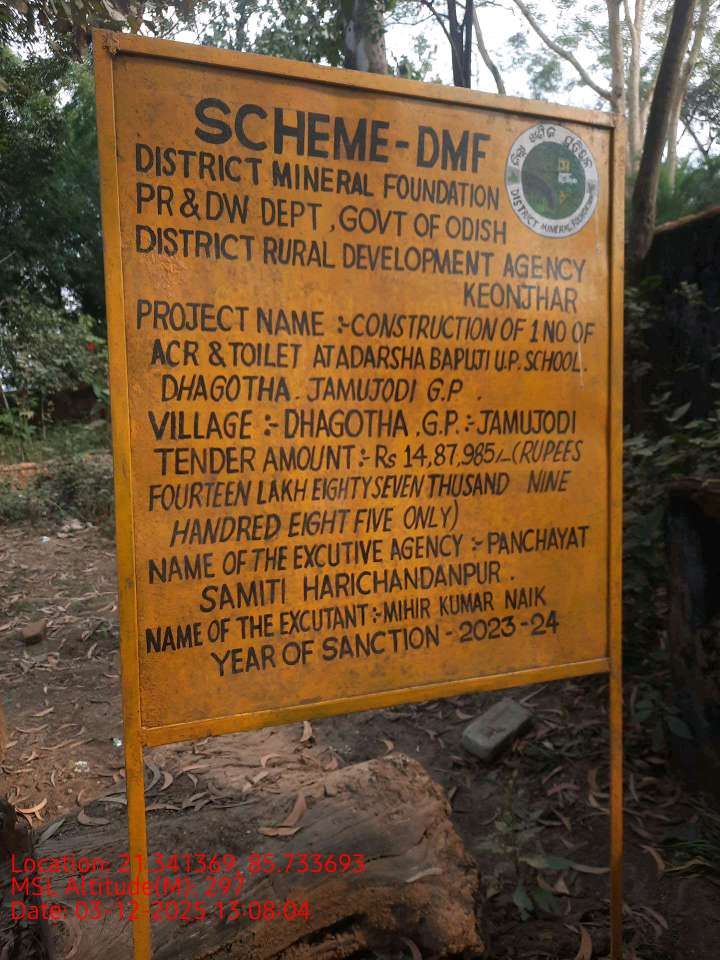 SCHEME-DMF
DISTRICT MINERAL FOUNDATION
PR & DW DEPT , GOVT OF ODISH
DISTRICT RURAL DEVELOPMENT AGENCY
KEONJHAR
DISTRICT MINERAL FOUNDATION
PROJECT NAME :-CONSTRUCTION OF 1 NO OF
ACR & TOILET AT ADARSHA BAPUJI U.P. SCHOOL.
DHAGOTHA . JAMUJODI G.P .
VILLAGE :- DHAGOTHA , G.P. :- JAMUJODI
TENDER AMOUNT :- Rs 14,87,985/-(RUPEES
FOURTEEN LAKH EIGHTY SEVEN THUSAND NINE
HANDRED EIGHT FIVE ONLY)
NAME OF THE EXCUTIVE AGENCY :- PANCHAYAT
SAMITI HARICHANDANPUR .
NAME OF THE EXCUTANT :- MIHIR KUMAR NAIK
YEAR OF SANCTION - 2023-24
Location: 21.341369, 85.733693
MSL Altitude(M): 297
Date: 03-12-2025 13:08:04